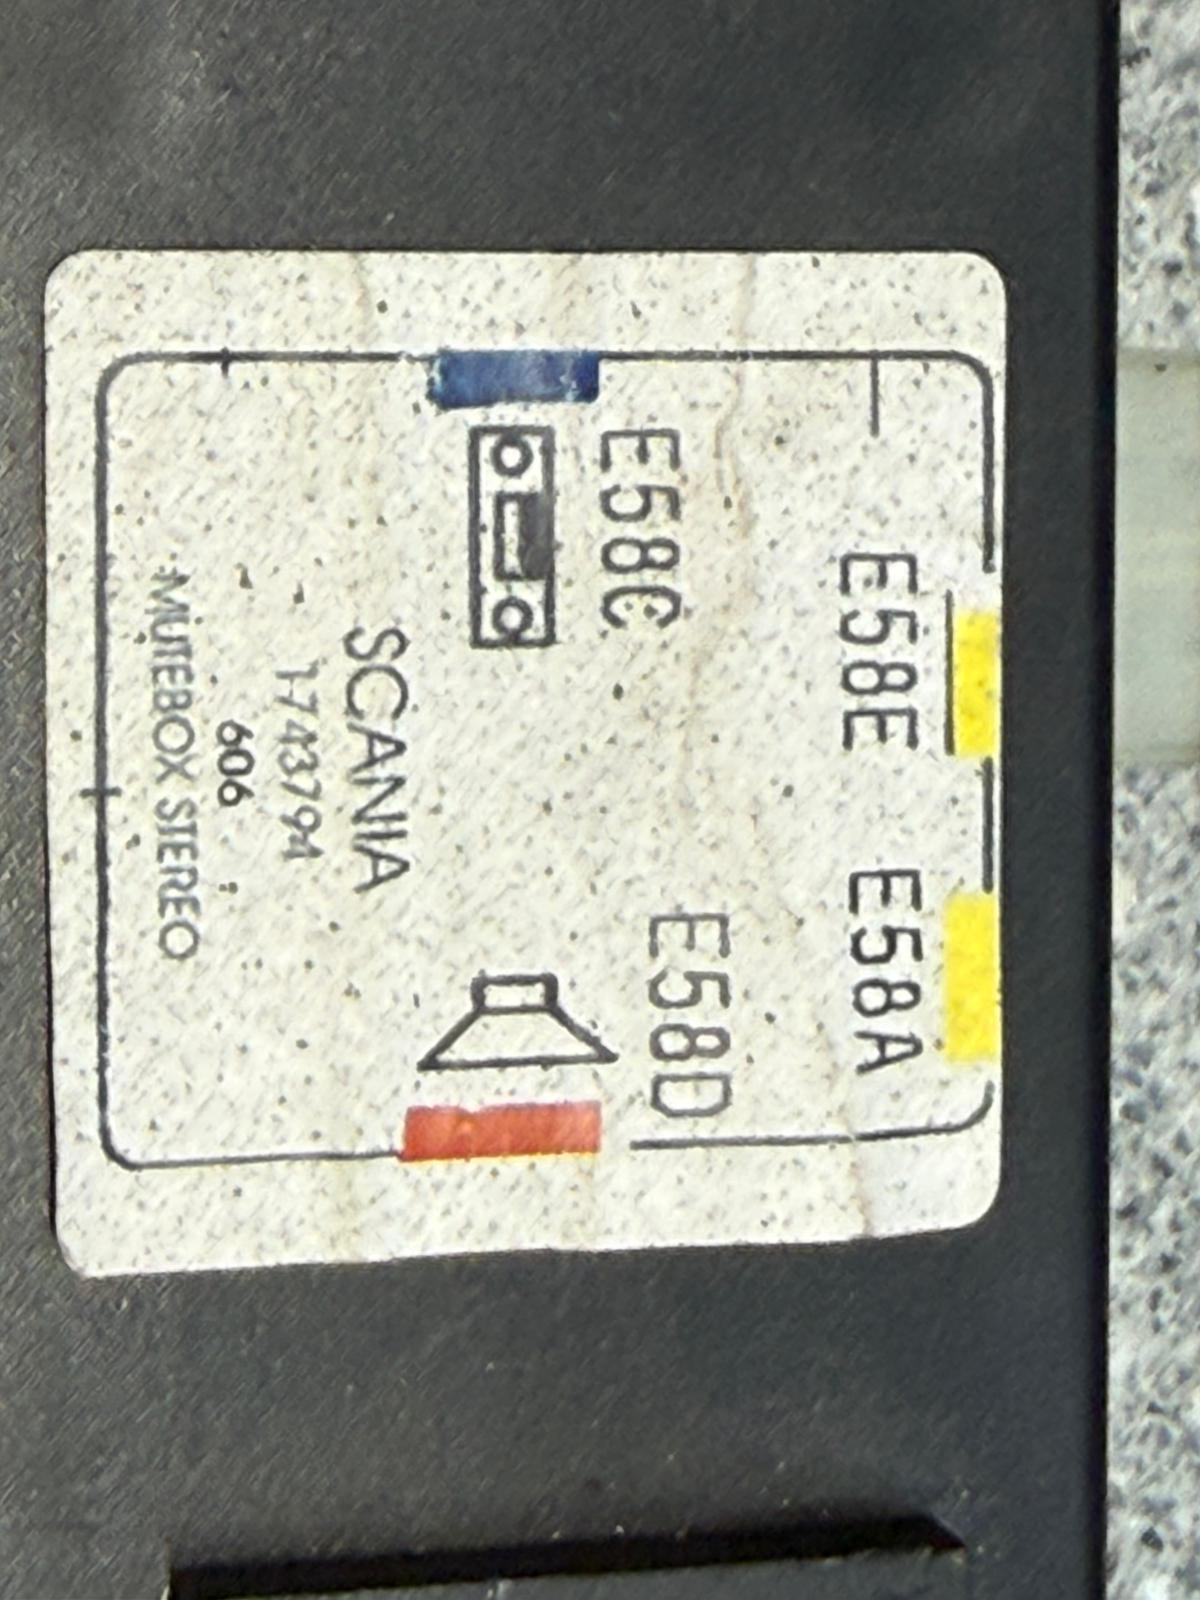 E58E E58A
E58C E58D
SCANIA
1743794
606
MUTEBOX STEREO